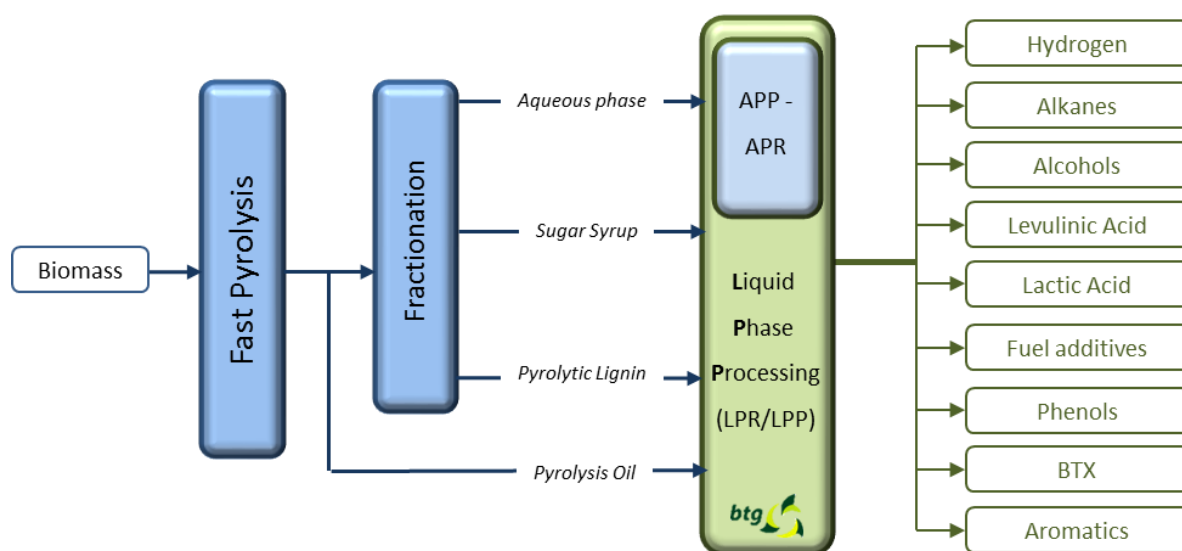 Biomass
Fast Pyrolysis
Fractionation
Aqueous phase
Sugar Syrup
Pyrolytic Lignin
Pyrolysis Oil
APP -
APR
Liquid
Phase
Processing
(LPR/LPP)
btg
Hydrogen
Alkanes
Alcohols
Levulinic Acid
Lactic Acid
Fuel additives
Phenols
BTX
Aromatics